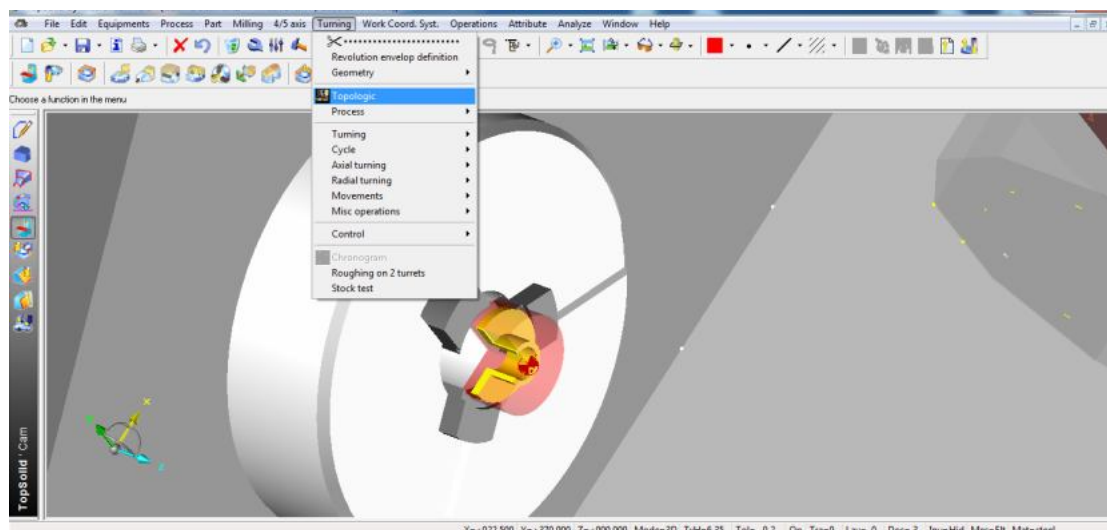 File Edit Equipments Process Part Milling 4/5 axis Turning Work Coord. Syst. Operations Attribute Analyze Window Help
Revolution envelop definition
Geometry
Choose a function in the menu
Topologic
Process
Turning
Cycle
Axial turning
Radial turning
Movements
Misc operations
Control
Chronogram
Roughing on 2 turrets
Stock test
X
Z
TopSolid'Cam